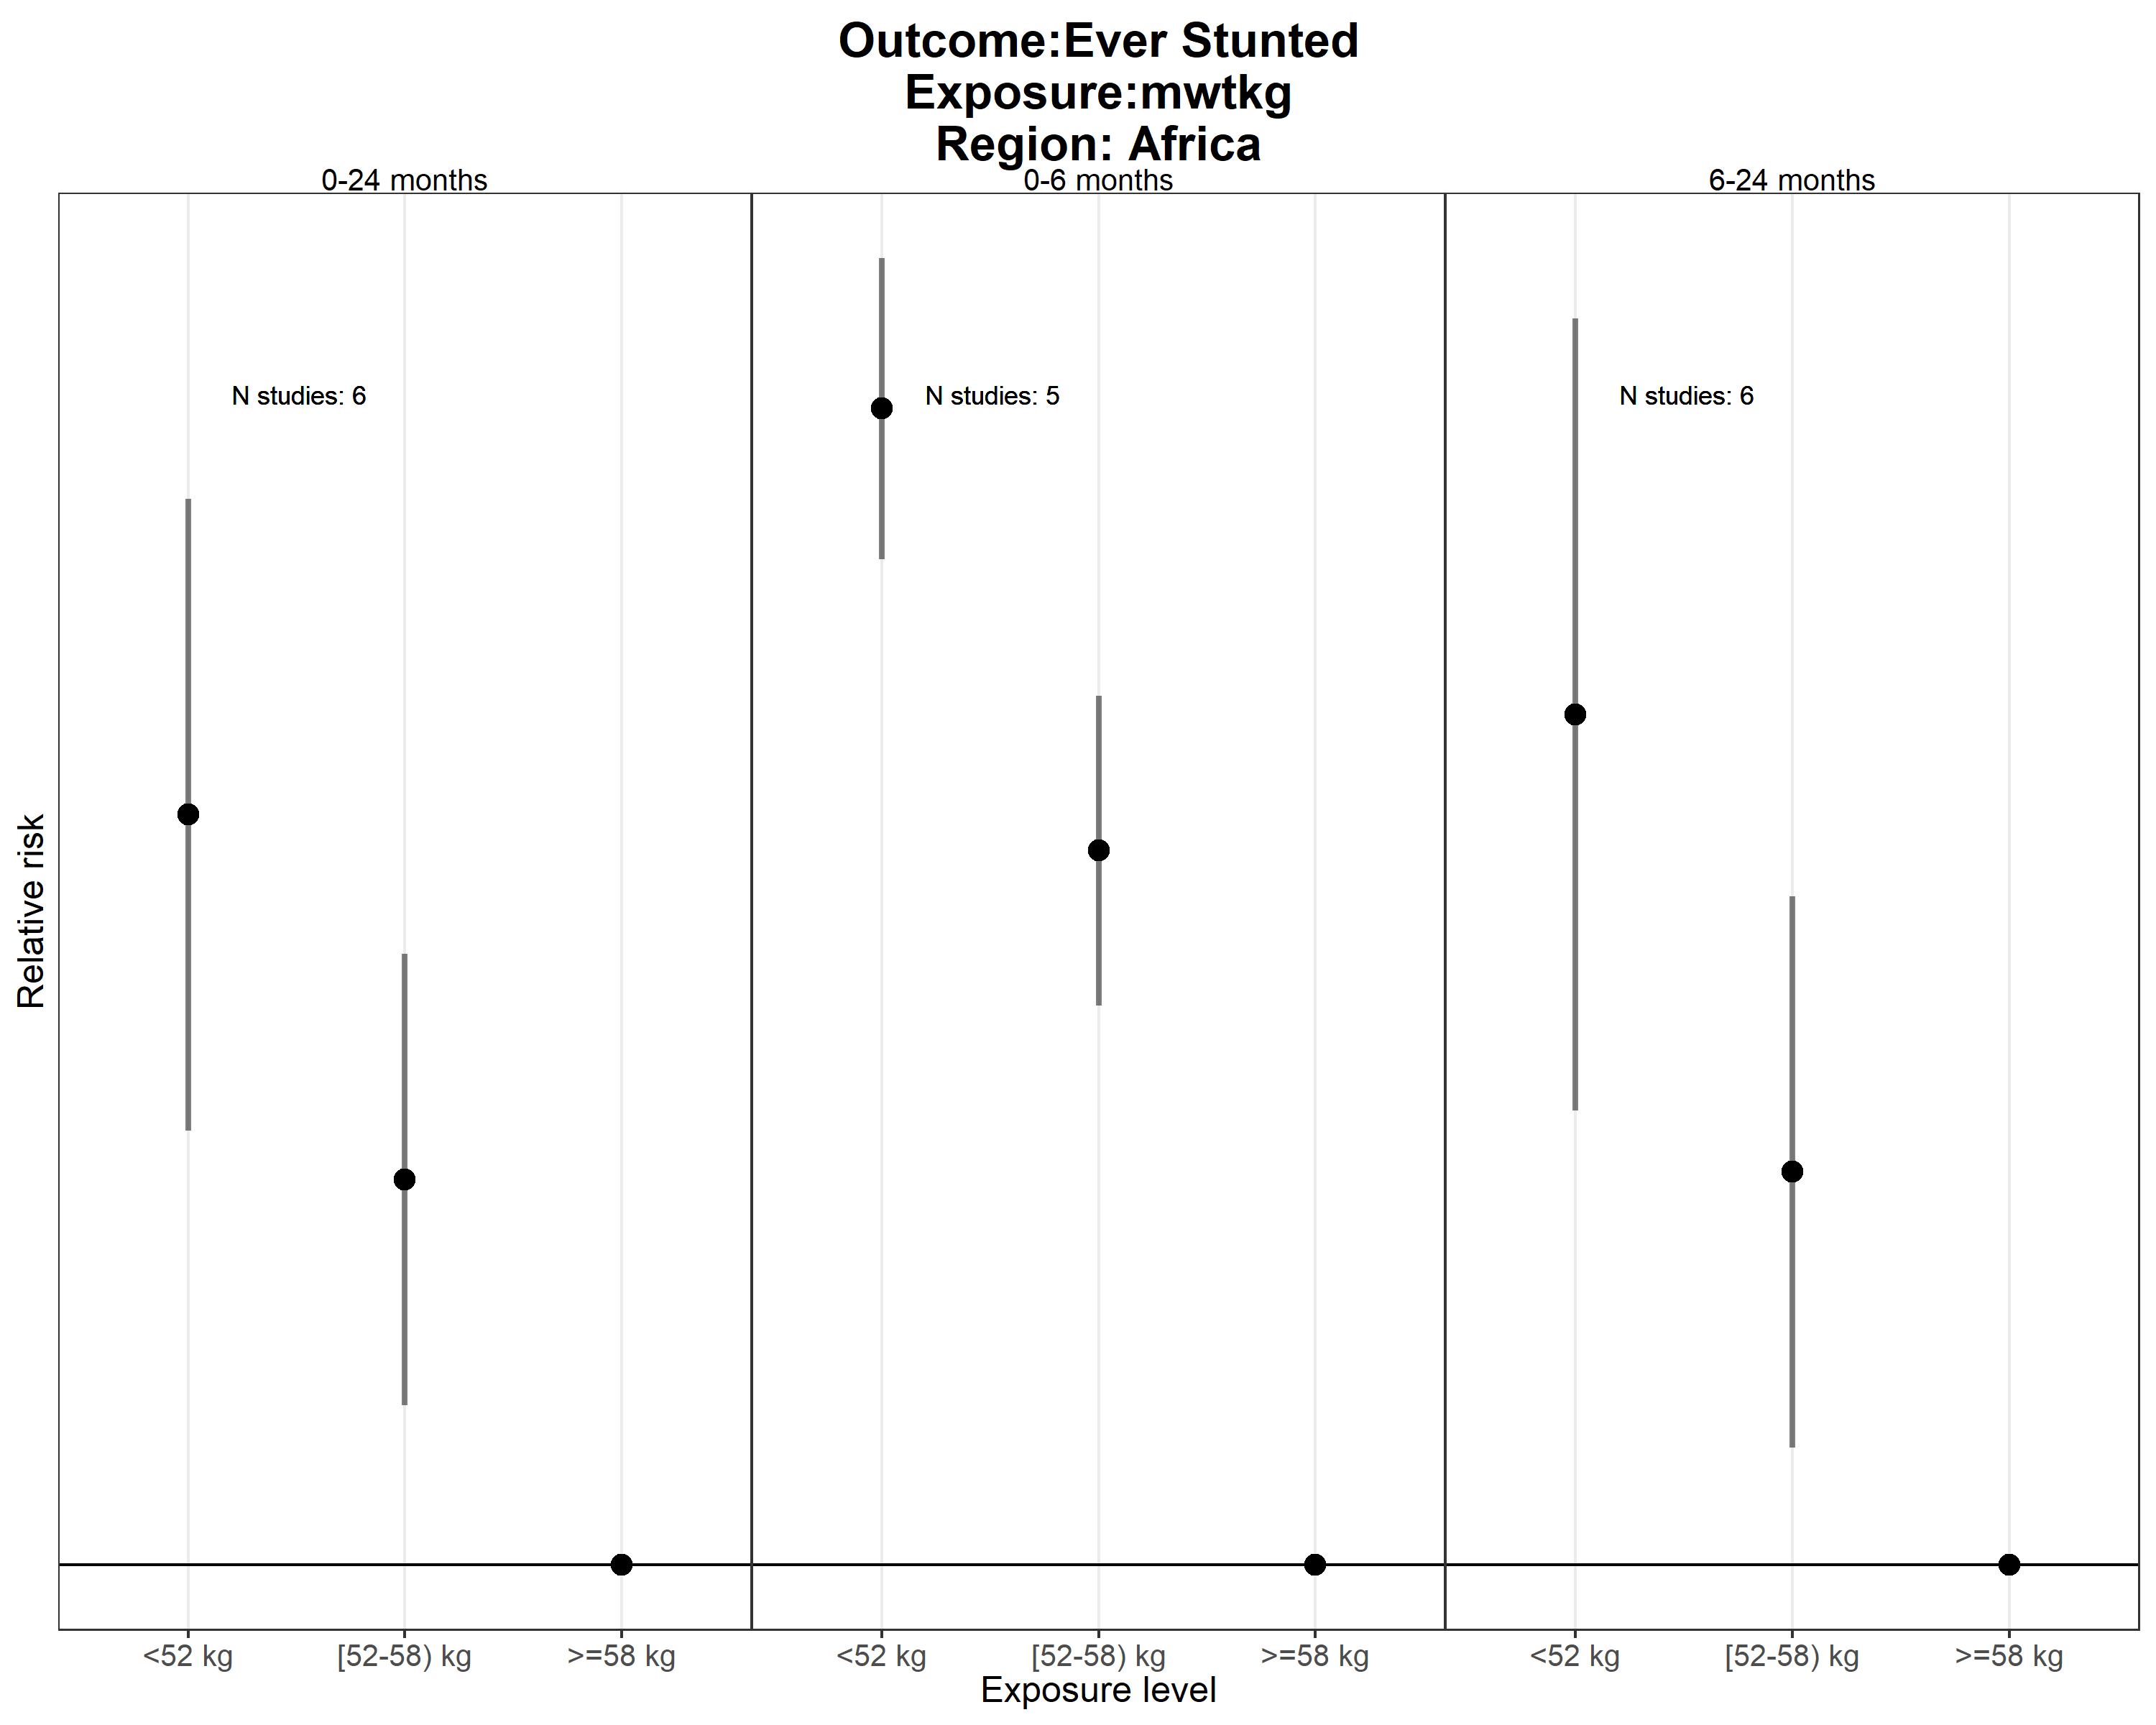 Outcome:Ever Stunted
Exposure:mwtkg
Region: Africa
0-24 months
0-6 months
6-24 months
N studies: 6
N studies: 5
N studies: 6
Relative risk
<52 kg
[52-58) kg
>=58 kg
<52 kg
[52-58) kg
>=58 kg
<52 kg
[52-58) kg
>=58 kg
Exposure level